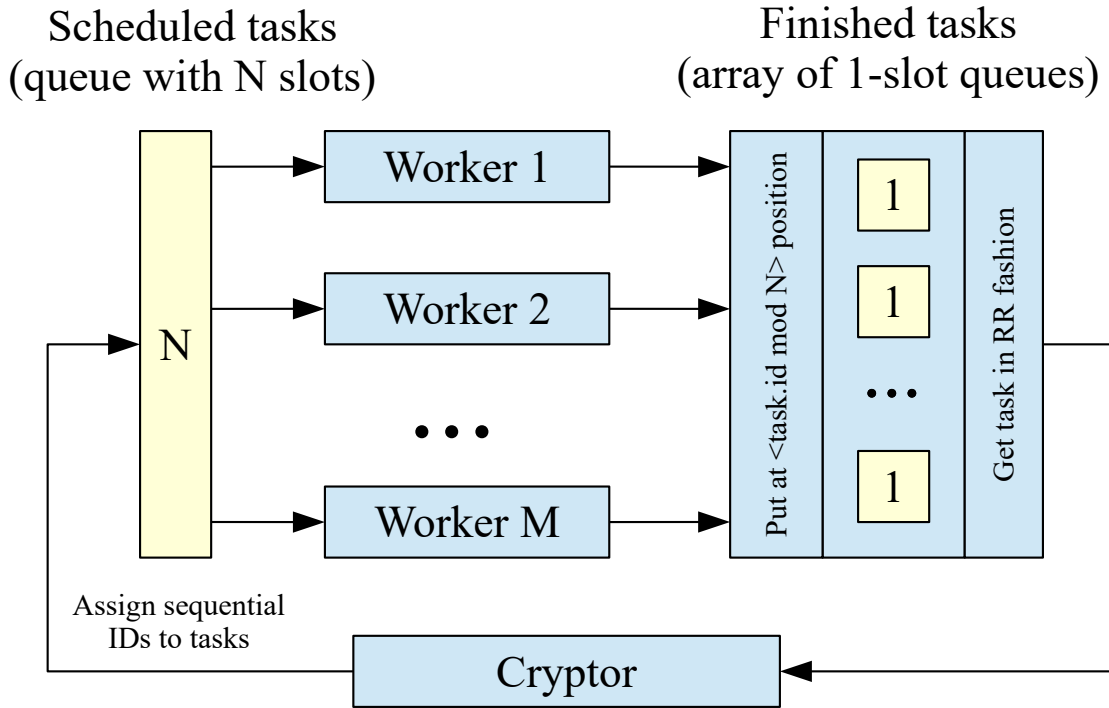 Scheduled tasks
(queue with N slots)
Finished tasks
(array of 1-slot queues)
N
Worker 1
Worker 2
•••
Worker M
Put at <task.id mod N> position
1
1
•••
1
Get task in RR fashion
Assign sequential
IDs to tasks
Cryptor